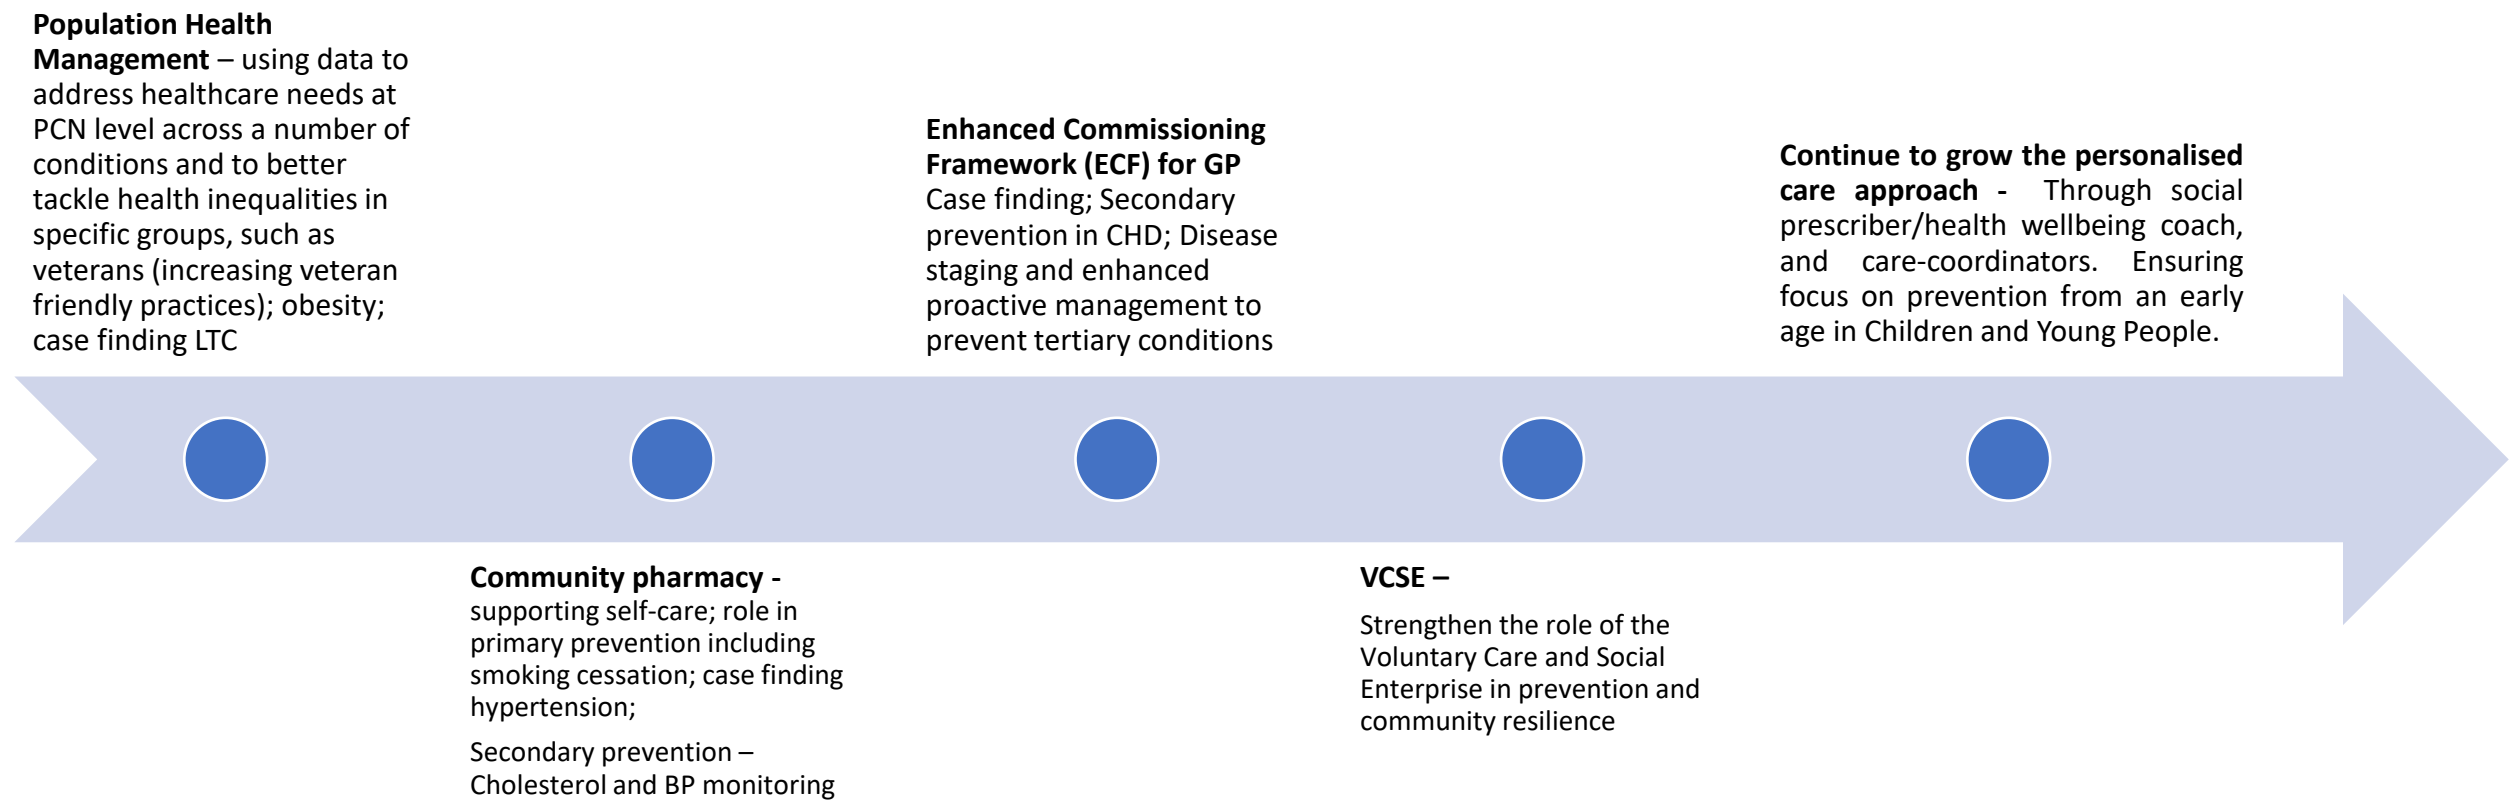 Population Health
Management – using data to
address healthcare needs at
PCN level across a number of
conditions and to better
tackle health inequalities in
specific groups, such as
veterans (increasing veteran
friendly practices); obesity;
case finding LTC
Community pharmacy -
supporting self-care; role in
primary prevention including
smoking cessation; case finding
hypertension;
Secondary prevention –
Cholesterol and BP monitoring
Enhanced Commissioning
Framework (ECF) for GP
Case finding; Secondary
prevention in CHD; Disease
staging and enhanced
proactive management to
prevent tertiary conditions
VCSE –
Strengthen the role of the
Voluntary Care and Social
Enterprise in prevention and
community resilience
Continue to grow the personalised
care approach - Through social
prescriber/health wellbeing coach,
and care-coordinators. Ensuring
focus on prevention from an early
age in Children and Young People.